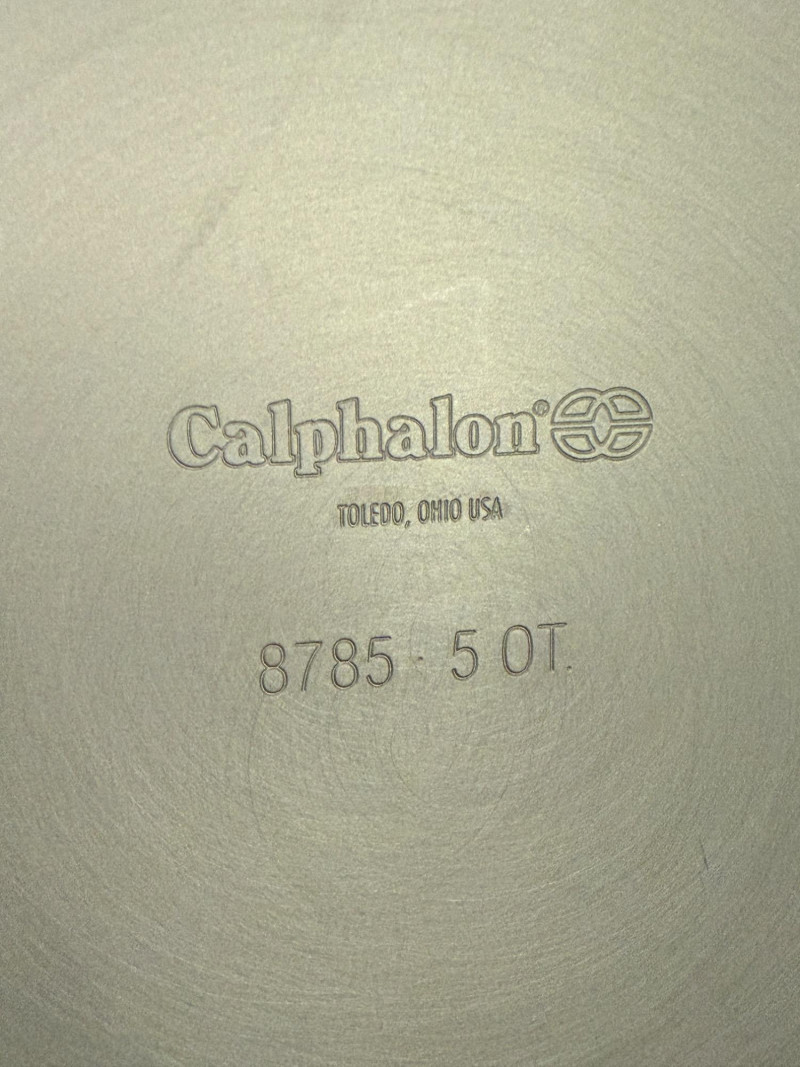 Calphalon®
TOLEDO, OHIO USA
8785 · 5 QT.